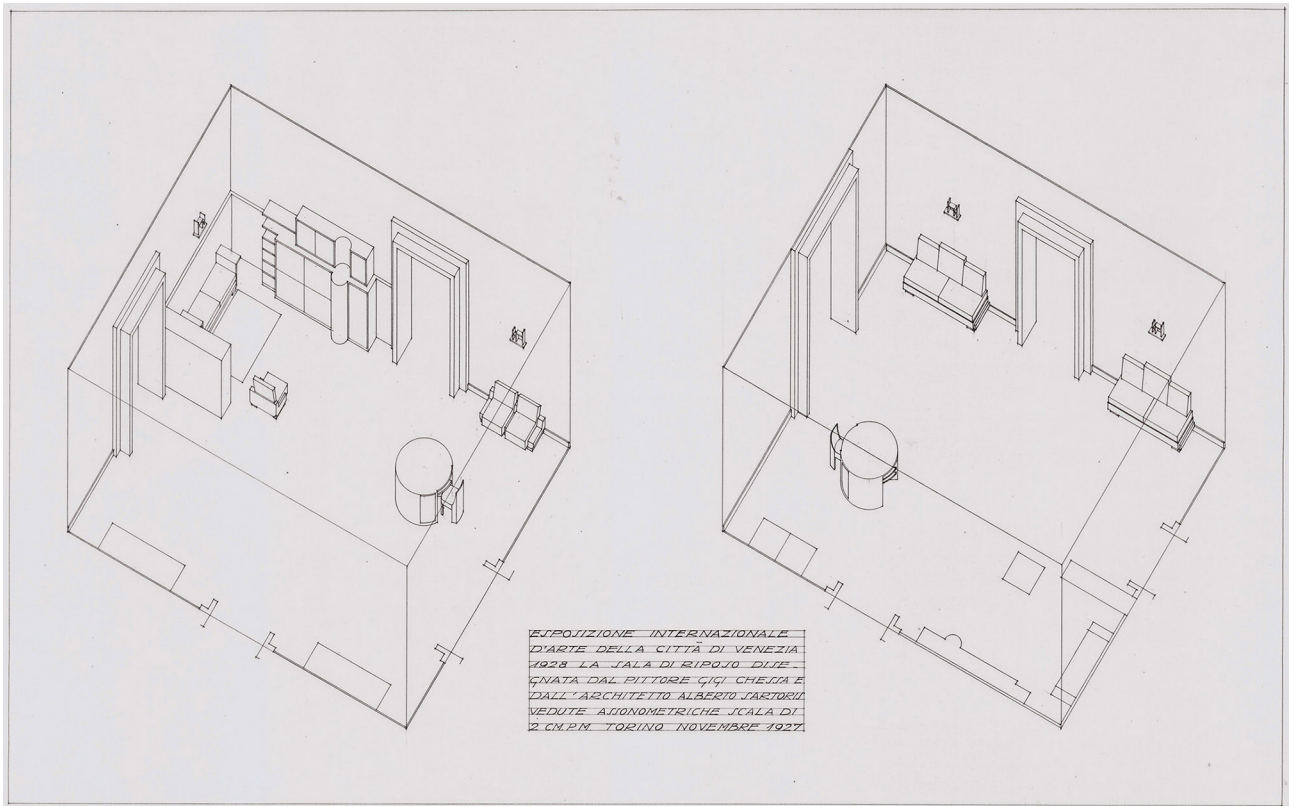 ESPOSIZIONE INTERNAZIONALE
D'ARTE DELLA CITTÀ DI VENEZIA
1928 LA SALA DI RIPOSO DISE-
GNATA DAL PITTORE GIGI CHESSA E
DALL'ARCHITETTO ALBERTO SARTORIS
VEDUTE ASSONOMETRICHE SCALA DI
2 CM.P.M. TORINO NOVEMBRE 1927